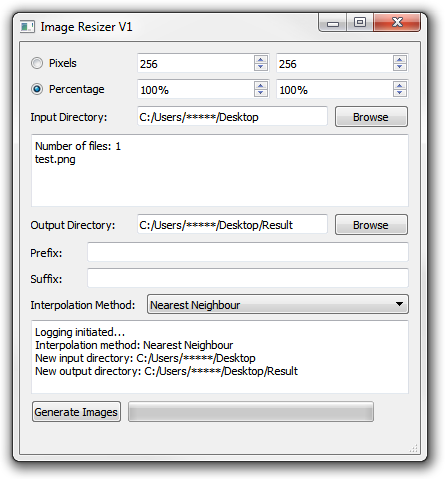 Image Resizer V1
Pixels 256 256
Percentage 100% 100%
Input Directory: C:/Users/*****/Desktop Browse
Number of files: 1
test.png
Output Directory: C:/Users/*****/Desktop/Result Browse
Prefix:
Suffix:
Interpolation Method: Nearest Neighbour
Logging initiated...
Interpolation method: Nearest Neighbour
New input directory: C:/Users/*****/Desktop
New output directory: C:/Users/*****/Desktop/Result
Generate Images